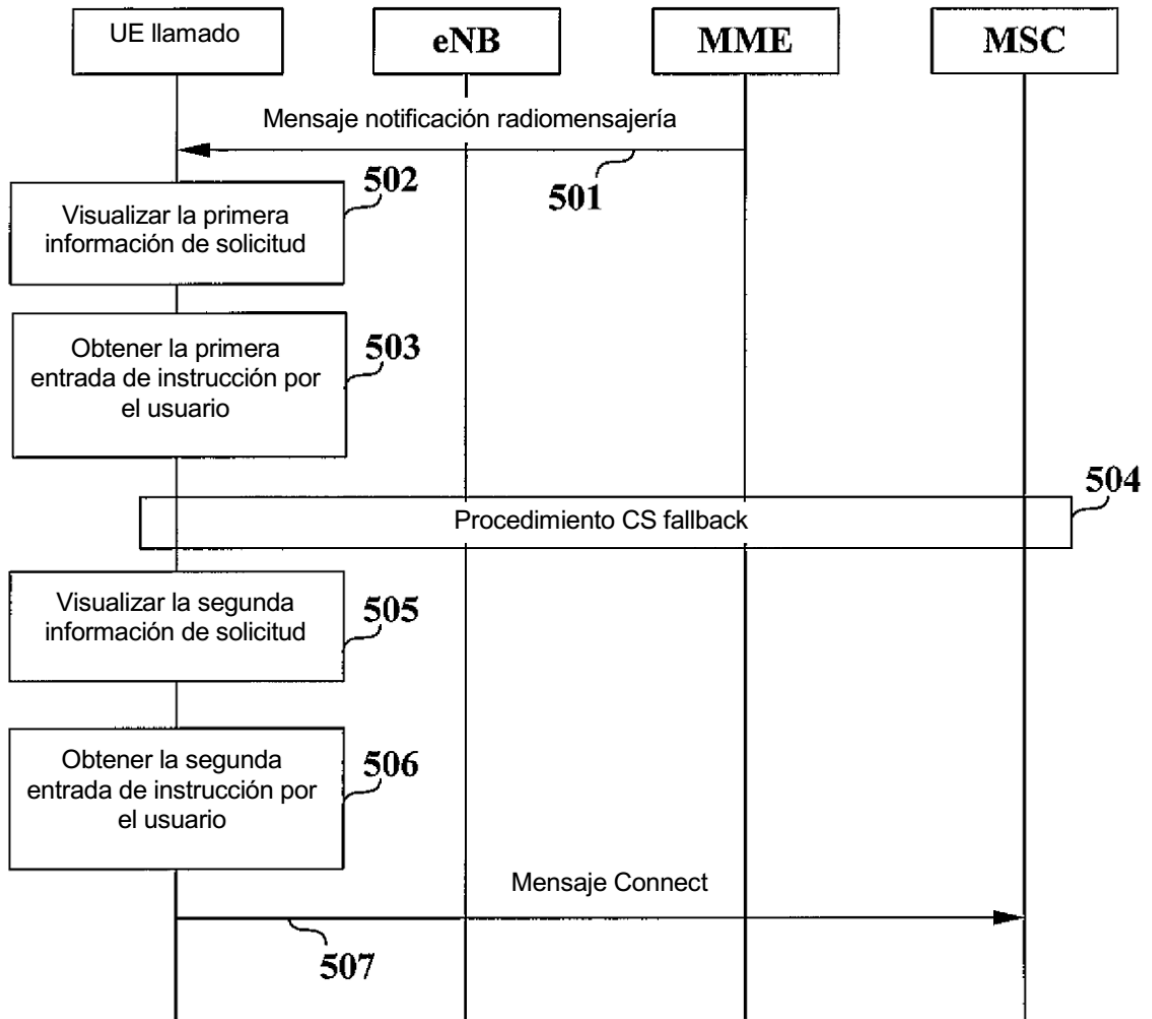 UE llamado
eNB
MME
MSC
Mensaje notificación radiomensajería
501
502
Visualizar la primera
información de solicitud
503
Obtener la primera
entrada de instrucción por
el usuario
504
Procedimiento CS fallback
505
Visualizar la segunda
información de solicitud
506
Obtener la segunda
entrada de instrucción por
el usuario
Mensaje Connect
507